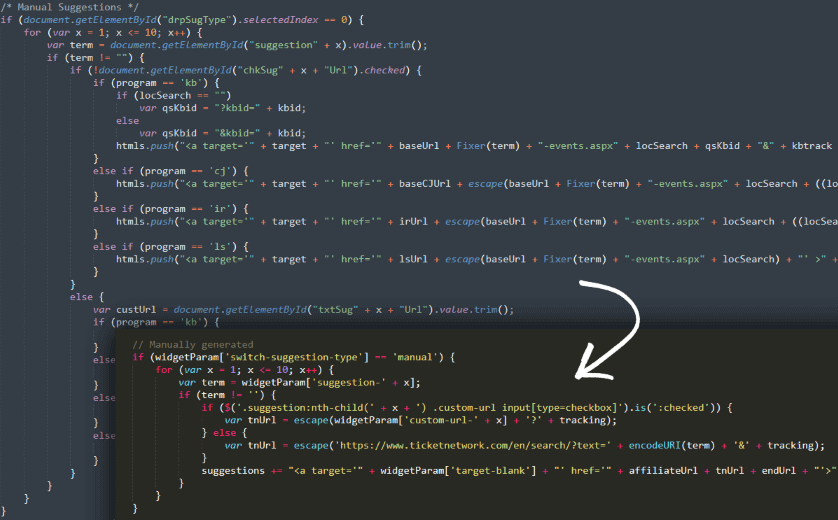 /* Manual Suggestions */
if (document.getElementById("drpSugType").selectedIndex == 0) {
for (var x = 1; x <= 10; x++) {
var term = document.getElementById("suggestion" + x).value.trim();
if (term != "") {
if (!document.getElementById("chkSug" + x + "Url").checked) {
if (program == 'kb') {
if (locSearch == "")
var qsKbid = "?kbid=" + kbid;
else
var qsKbid = "&kbid=" + kbid;
htmls.push("<a target='" + target + "' href='" + baseUrl + Fixer(term) + "-events.aspx" + locSearch + qsKbid + "&" + kbtrack
}
else if (program == 'cj') {
htmls.push("<a target='" + target + "' href='" + baseCJUrl + escape(baseUrl + Fixer(term) + "-events.aspx" + locSearch + ((lo
}
else if (program == 'ir') {
htmls.push("<a target='" + target + "' href='" + irUrl + escape(baseUrl + Fixer(term) + "-events.aspx" + locSearch + ((locSea
}
else if (program == 'ls') {
htmls.push("<a target='" + target + "' href='" + lsUrl + escape(baseUrl + Fixer(term) + "-events.aspx" + locSearch) + "' >" +
}
}
else {
var custUrl = document.getElementById("txtSug" + x + "Url").value.trim();
if (program == 'kb') {
}
else
}
else
}
else
}
}
}
}
}
// Manually generated
if (widgetParam['switch-suggestion-type'] == 'manual') {
for (var x = 1; x <= 10; x++) {
var term = widgetParam['suggestion-' + x];
if (term != '') {
if ($('.suggestion:nth-child(' + x + ') .custom-url input[type=checkbox]').is(':checked')) {
var tnUrl = escape(widgetParam['custom-url-' + x] + '?' + tracking);
} else {
var tnUrl = escape('https://www.ticketnetwork.com/en/search/?text=' + encodeURI(term) + '&' + tracking);
}
suggestions += "<a target='" + widgetParam['target-blank'] + "' href='" + affiliateUrl + tnUrl + endUrl + "'>"
}
}
}